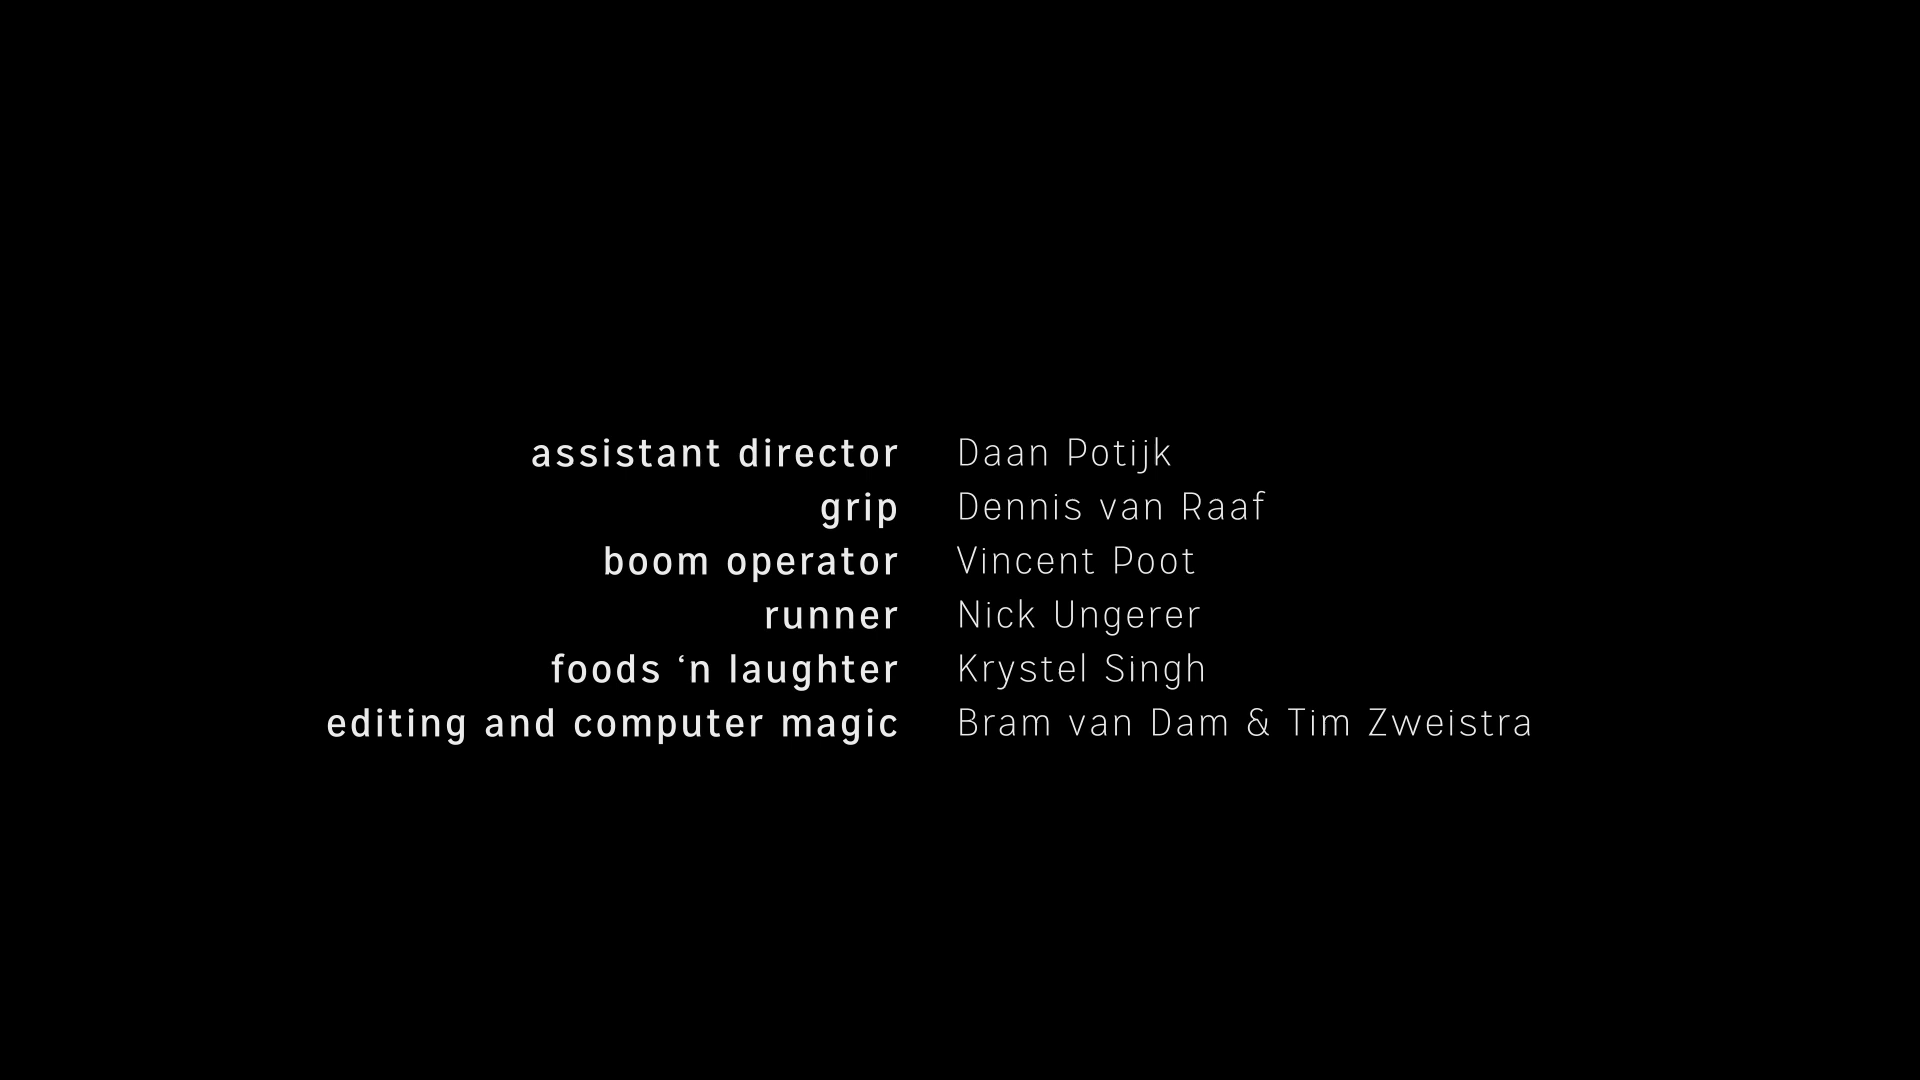 assistant director Daan Potijk
grip Dennis van Raaf
boom operator Vincent Poot
runner Nick Ungerer
foods ‘n laughter Krystel Singh
editing and computer magic Bram van Dam & Tim Zweistra